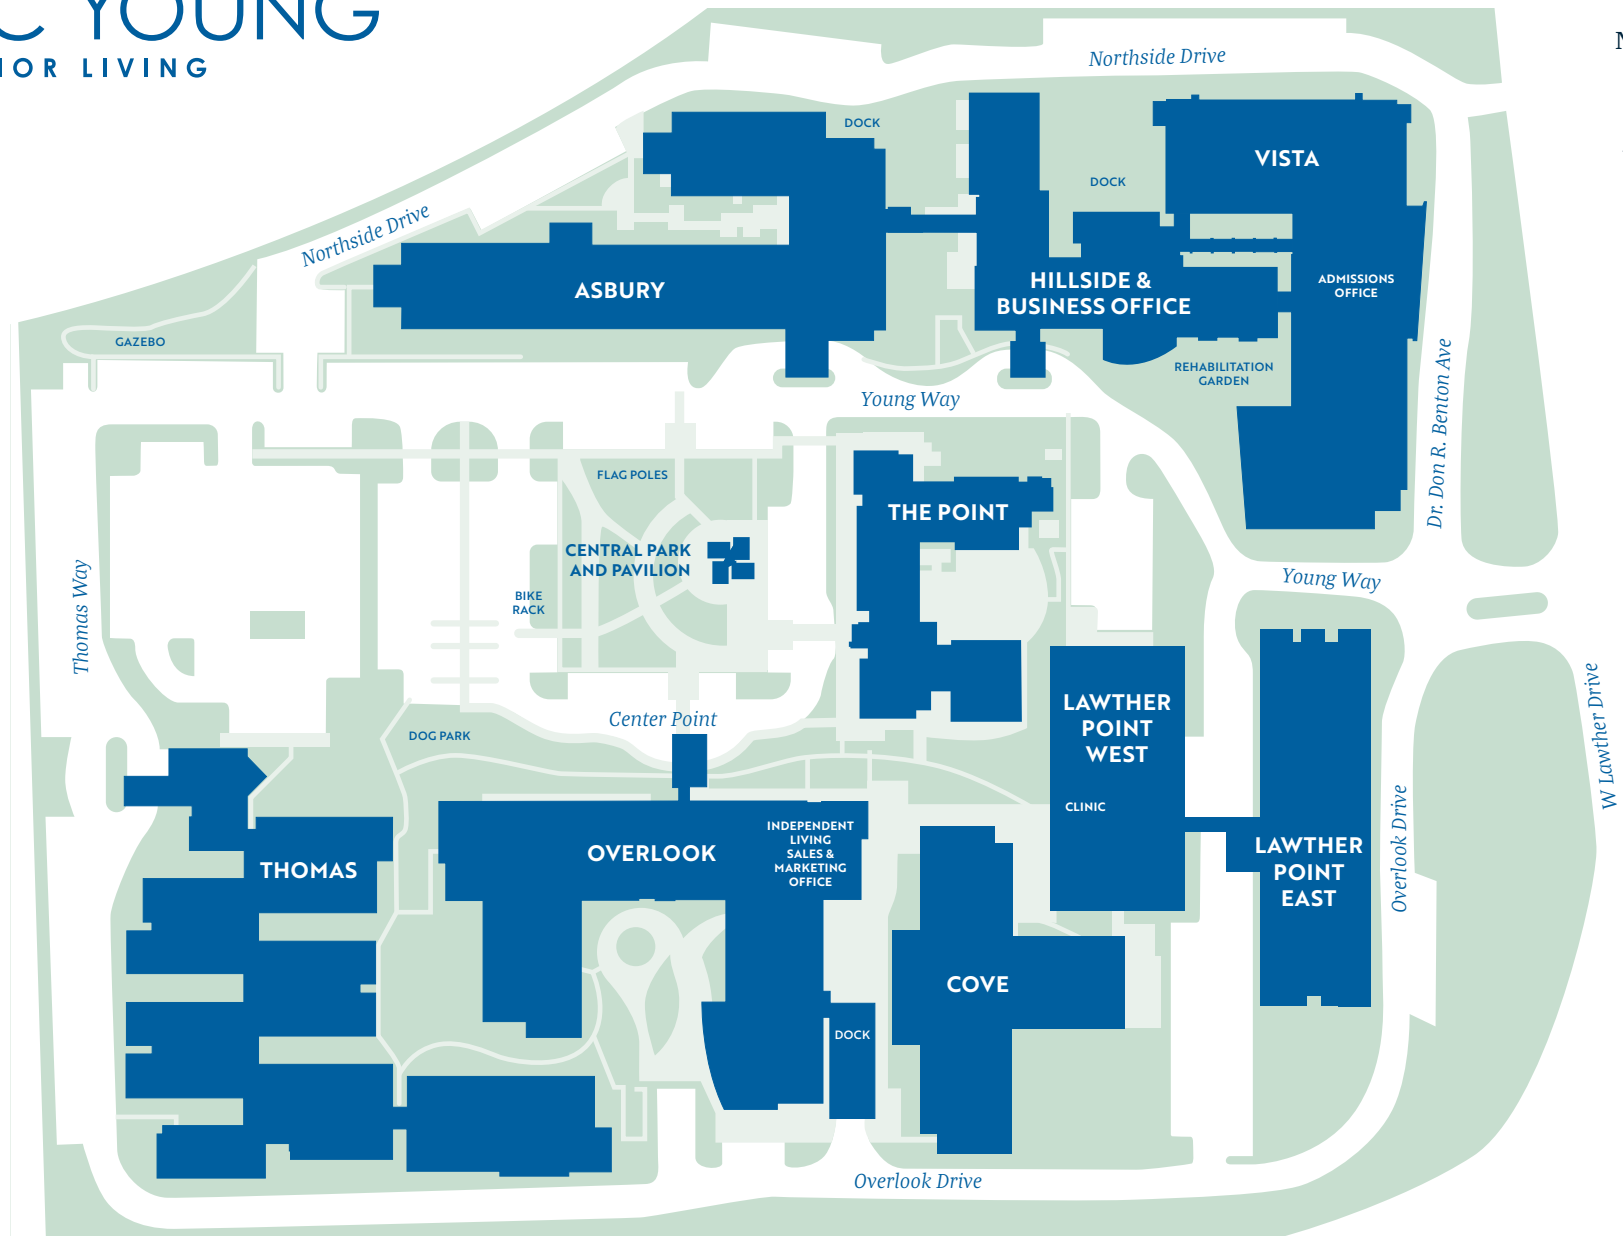 YOUNG
LIVING
Northside Drive
DOCK
VISTA
DOCK
Northside Drive
ASBURY
HILLSIDE &
BUSINESS OFFICE
ADMISSIONS
OFFICE
GAZEBO
REHABILITATION
GARDEN
Young Way
Dr. Don R. Benton Ave
FLAG POLES
THE POINT
CENTRAL PARK
AND PAVILION
Young Way
BIKE
RACK
Thomas Way
LAWTHER
POINT
WEST
W Lawther Drive
Center Point
DOG PARK
CLINIC
INDEPENDENT
LIVING
SALES &
MARKETING
OFFICE
OVERLOOK
THOMAS
LAWTHER
POINT
EAST
Overlook Drive
COVE
DOCK
Overlook Drive